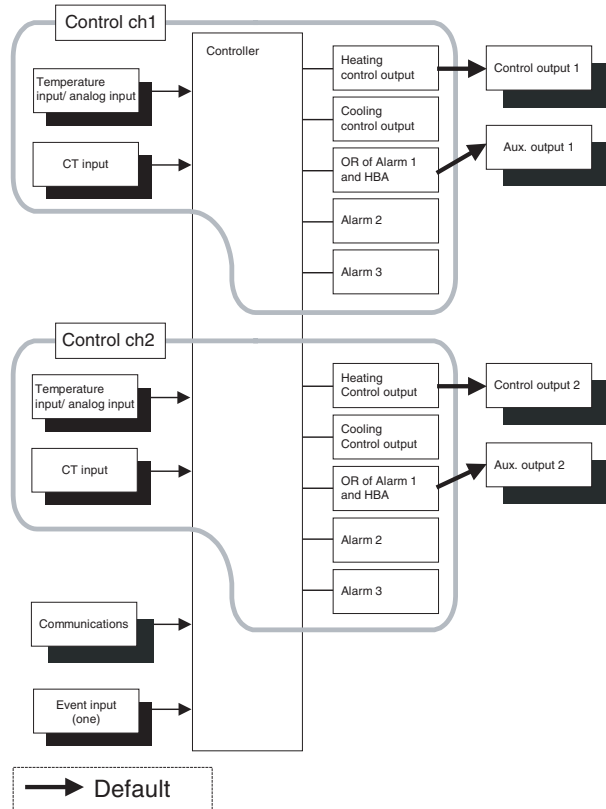 Control ch1
Controller
Temperature
input/ analog input
CT input
Heating
control output
Cooling
control output
OR of Alarm 1
and HBA
Alarm 2
Alarm 3
Control output 1
Aux. output 1
Control ch2
Temperature
input/ analog input
CT input
Heating
Control output
Cooling
Control output
OR of Alarm 1
and HBA
Alarm 2
Alarm 3
Control output 2
Aux. output 2
Communications
Event input
(one)
Default